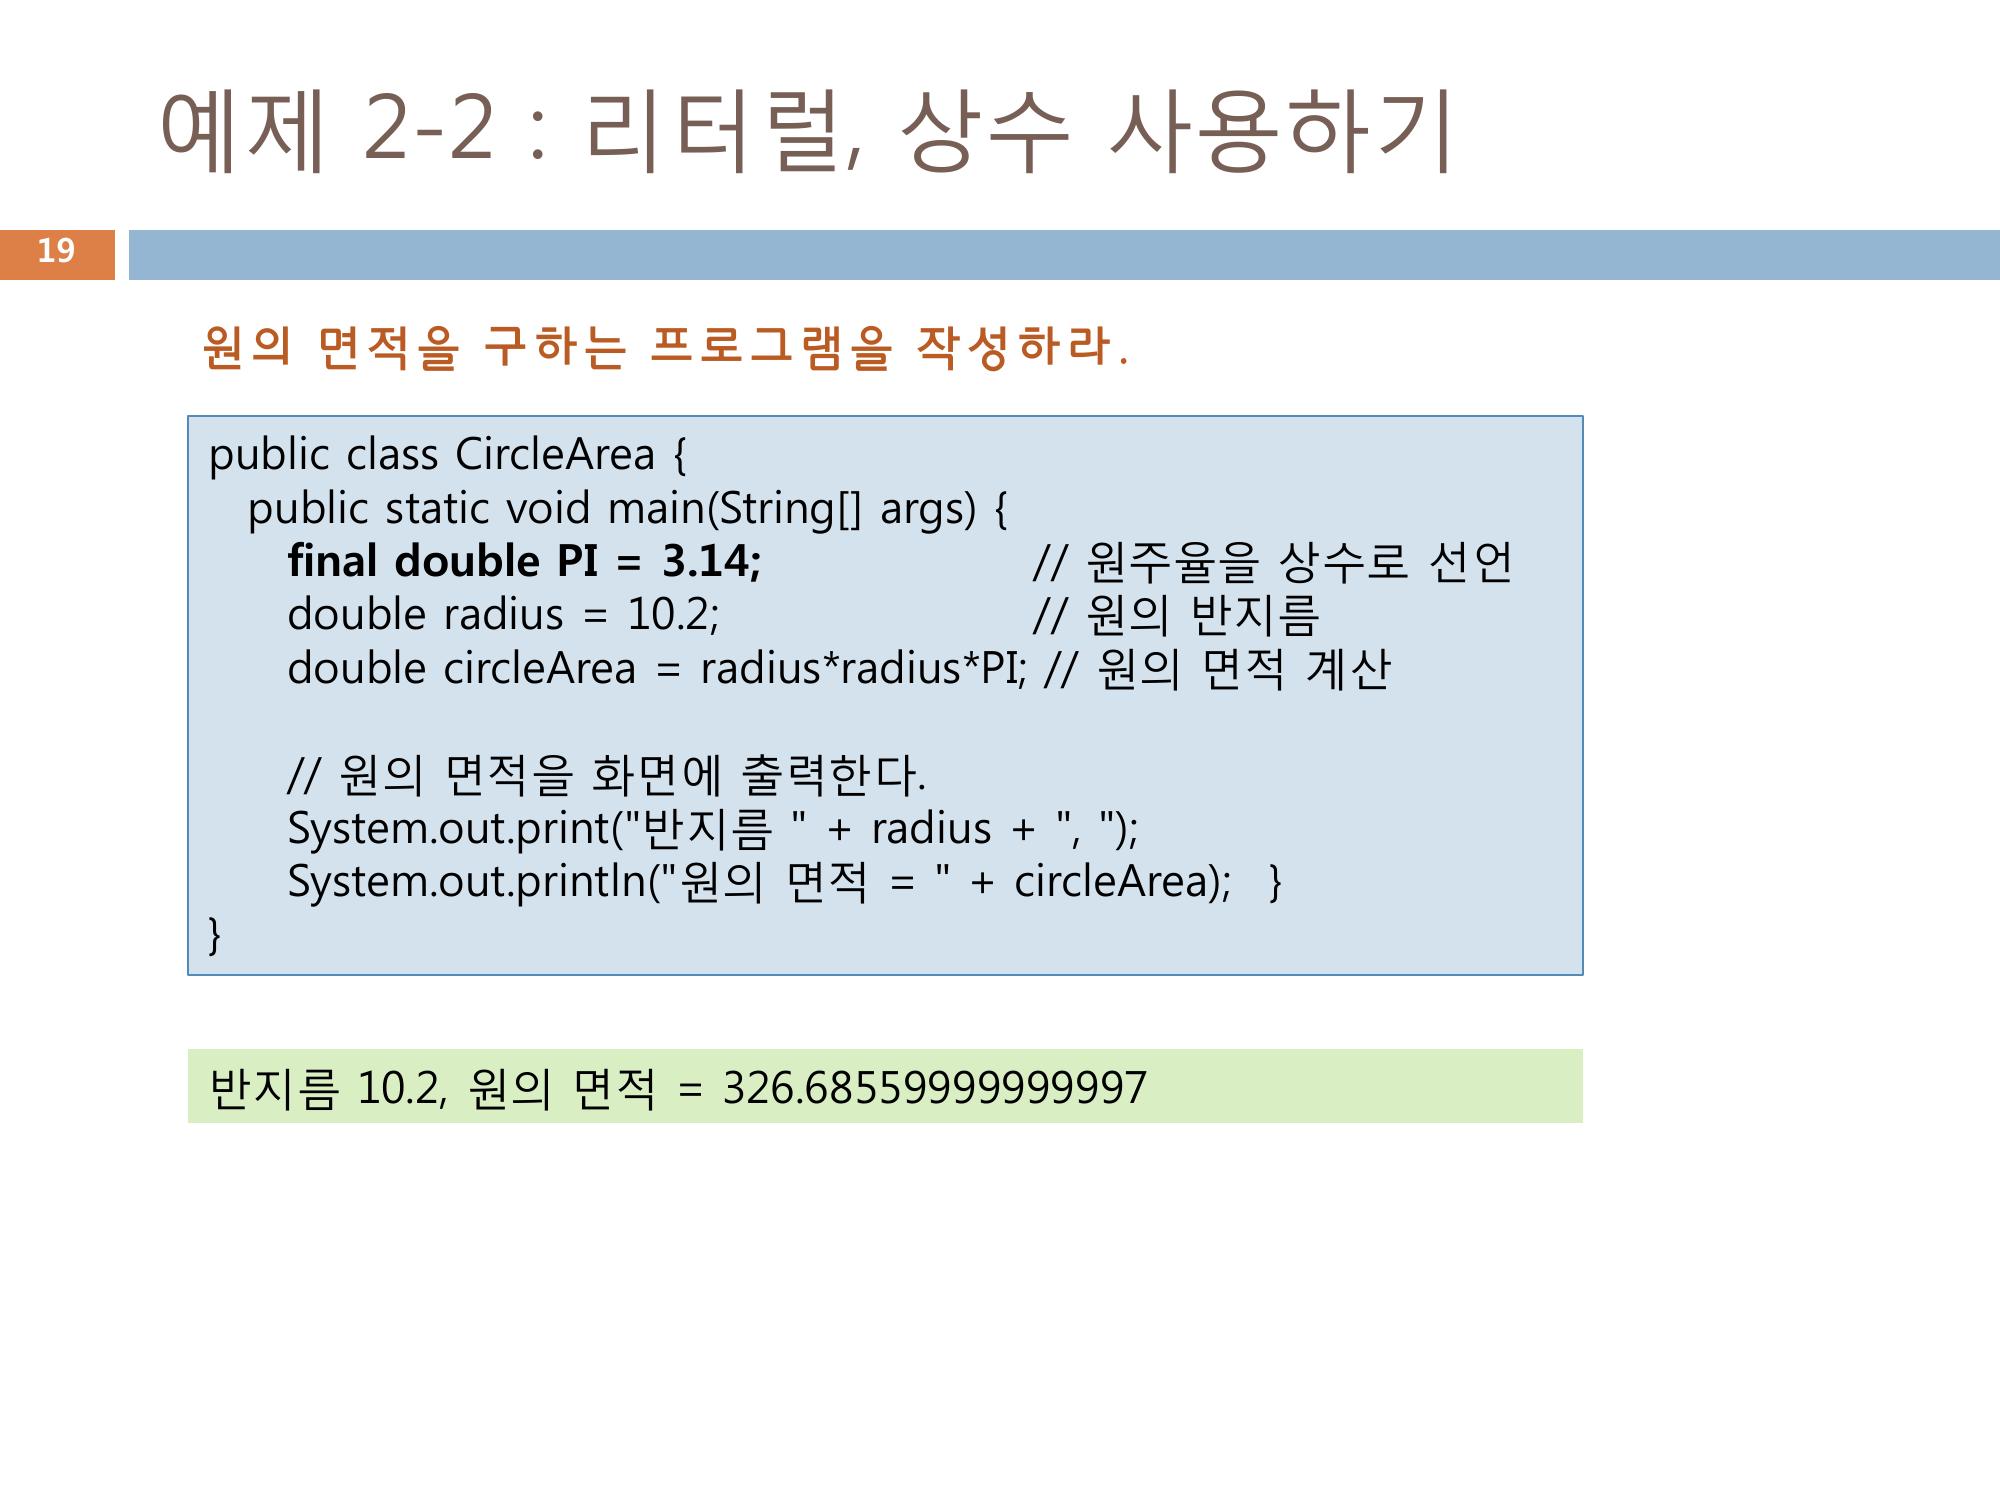 예제 2-2 : 리터럴, 상수 사용하기
19
원의 면적을 구하는 프로그램을 작성하라.
public class CircleArea {
public static void main(String[] args) {
final double PI = 3.14; // 원주율을 상수로 선언
double radius = 10.2; // 원의 반지름
double circleArea = radius*radius*PI; // 원의 면적 계산
// 원의 면적을 화면에 출력한다.
System.out.print("반지름 " + radius + ", ");
System.out.println("원의 면적 = " + circleArea); }
}
반지름 10.2, 원의 면적 = 326.68559999999997